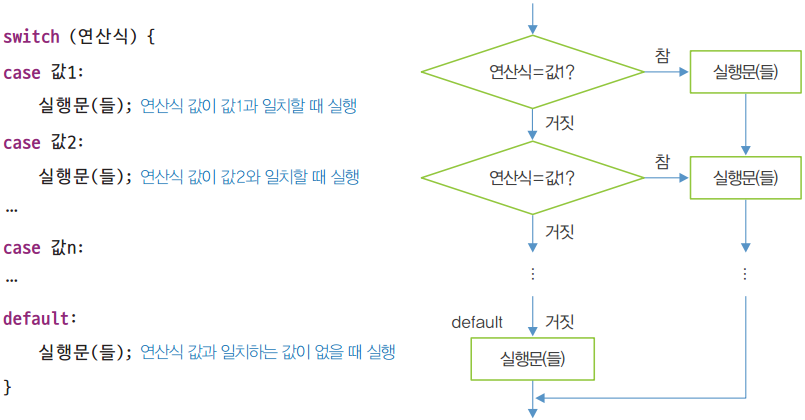 switch (연산식) {
case 값1:
실행문(들); 연산식 값이 값1과 일치할 때 실행
case 값2:
실행문(들); 연산식 값이 값2와 일치할 때 실행
…
case 값n:
…
default:
실행문(들); 연산식 값과 일치하는 값이 없을 때 실행
}
연산식=값1?
참
실행문(들)
거짓
연산식=값1?
참
실행문(들)
거짓
⋮
⋮
default
거짓
실행문(들)